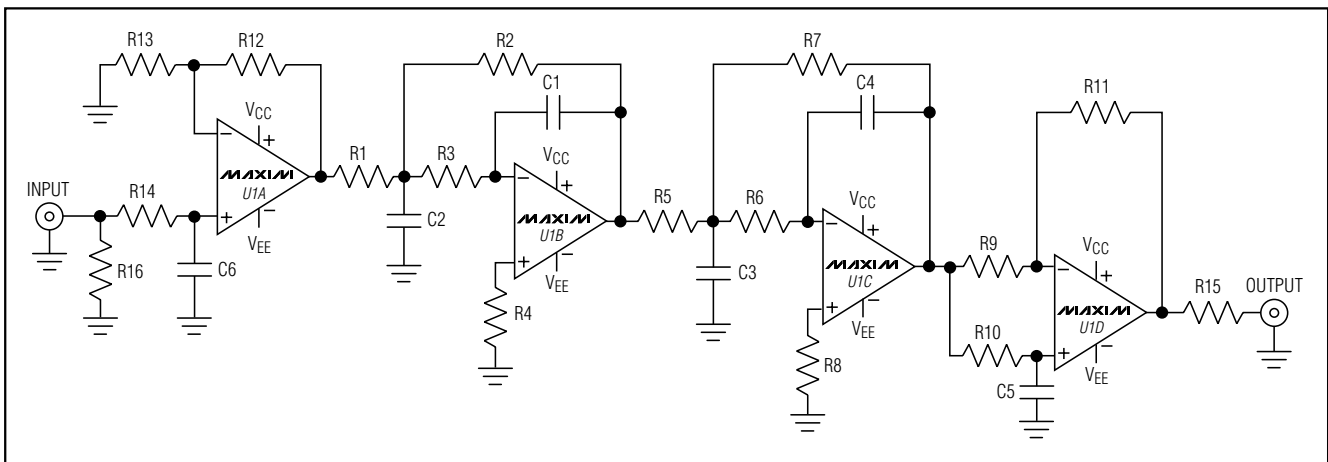 R13
R12
R2
R7
C1
C4
R11
VCC
MAXIM
U1A
VEE
INPUT
R14
R16
C6
R1
R3
C2
VCC
MAXIM
U1B
VEE
R4
R5
R6
C3
VCC
MAXIM
U1C
VEE
R8
R9
R10
C5
VCC
MAXIM
U1D
VEE
R15
OUTPUT